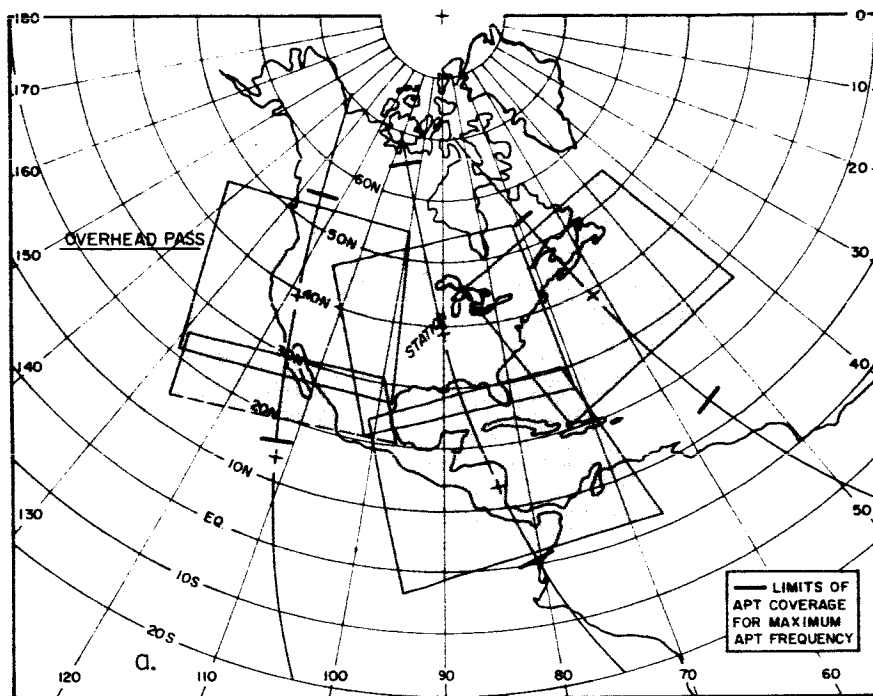 180
170
160
150
140
130
120
110
100
90
80
70
60
0
10
20
30
40
50
60N
50N
40N
30N
20N
10N
EQ.
10S
20S
OVERHEAD PASS
STATION
LIMITS OF
APT COVERAGE
FOR MAXIMUM
APT FREQUENCY
a.